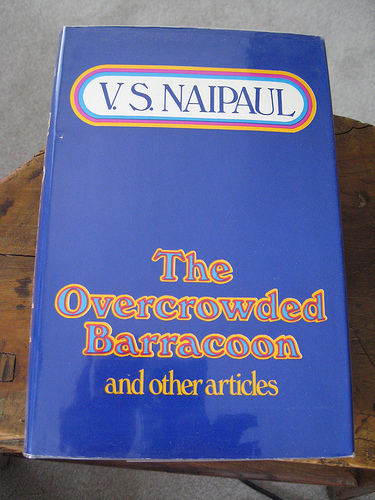 V. S. NAIPAUL
The
Overcrowded
Barracoon
and other articles